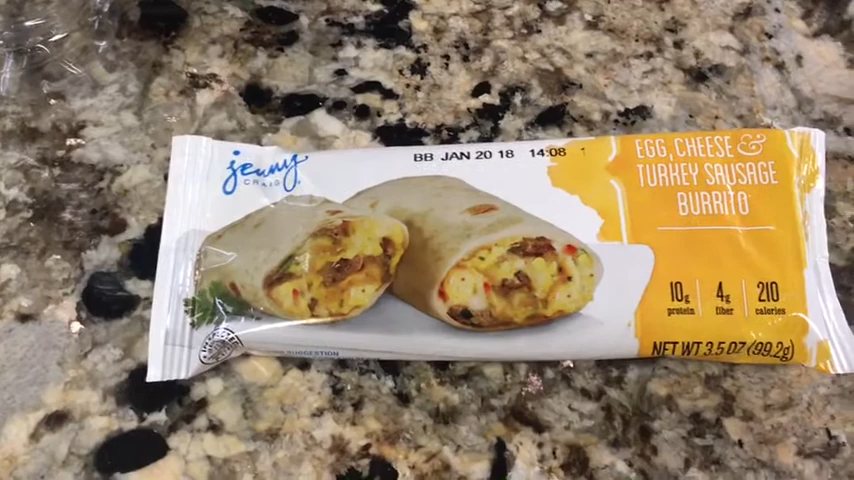 jenny
CRAIG
BB JAN 20 18 14:08
EGG, CHEESE &
TURKEY SAUSAGE
BURRITO
10g
protein
4g
fiber
210
calories
SUGGESTION
NET WT 3.5 OZ (99.2g)